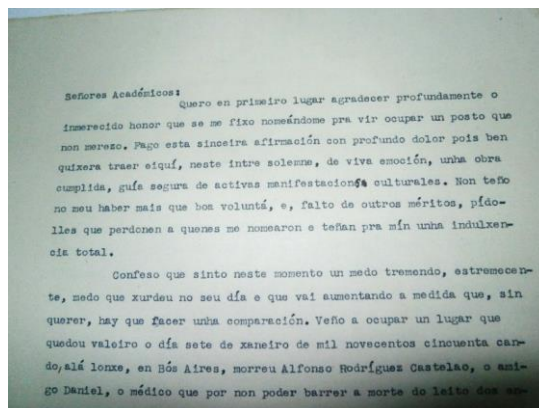 Señores Académicos:
Quero en primeiro lugar agradecer profundamente o
inmerecido honor que se me fixo nomeándome pra vir ocupar un posto que
non merezo. Fago esta sinceira afirmación con profundo dolor pois ben
quixera traer eiquí, neste intre solemne, de viva emoción, unha obra
cumplida, guía segura de activas manifestacions culturales. Non teño
no meu haber mais que boa voluntá, e, falto de outros méritos, pído-
lles que perdonen a quenes me nomearon e teñan pra mín unha indulxen-
cia total.
Confeso que sinto neste momento un medo tremendo, estremecen-
te, medo que xurdeu no seu día e que vai aumentando a medida que, sin
querer, hay que facer unha comparación. Veño a ocupar un lugar que
quedou valeiro o día sete de xaneiro de mil novecentos cincuenta can-
do, alá lonxe, en Bós Aires, morreu Alfonso Rodríguez Castelao, o ami-
go Daniel, o médico que por non poder barrer a morte do leito dos en-